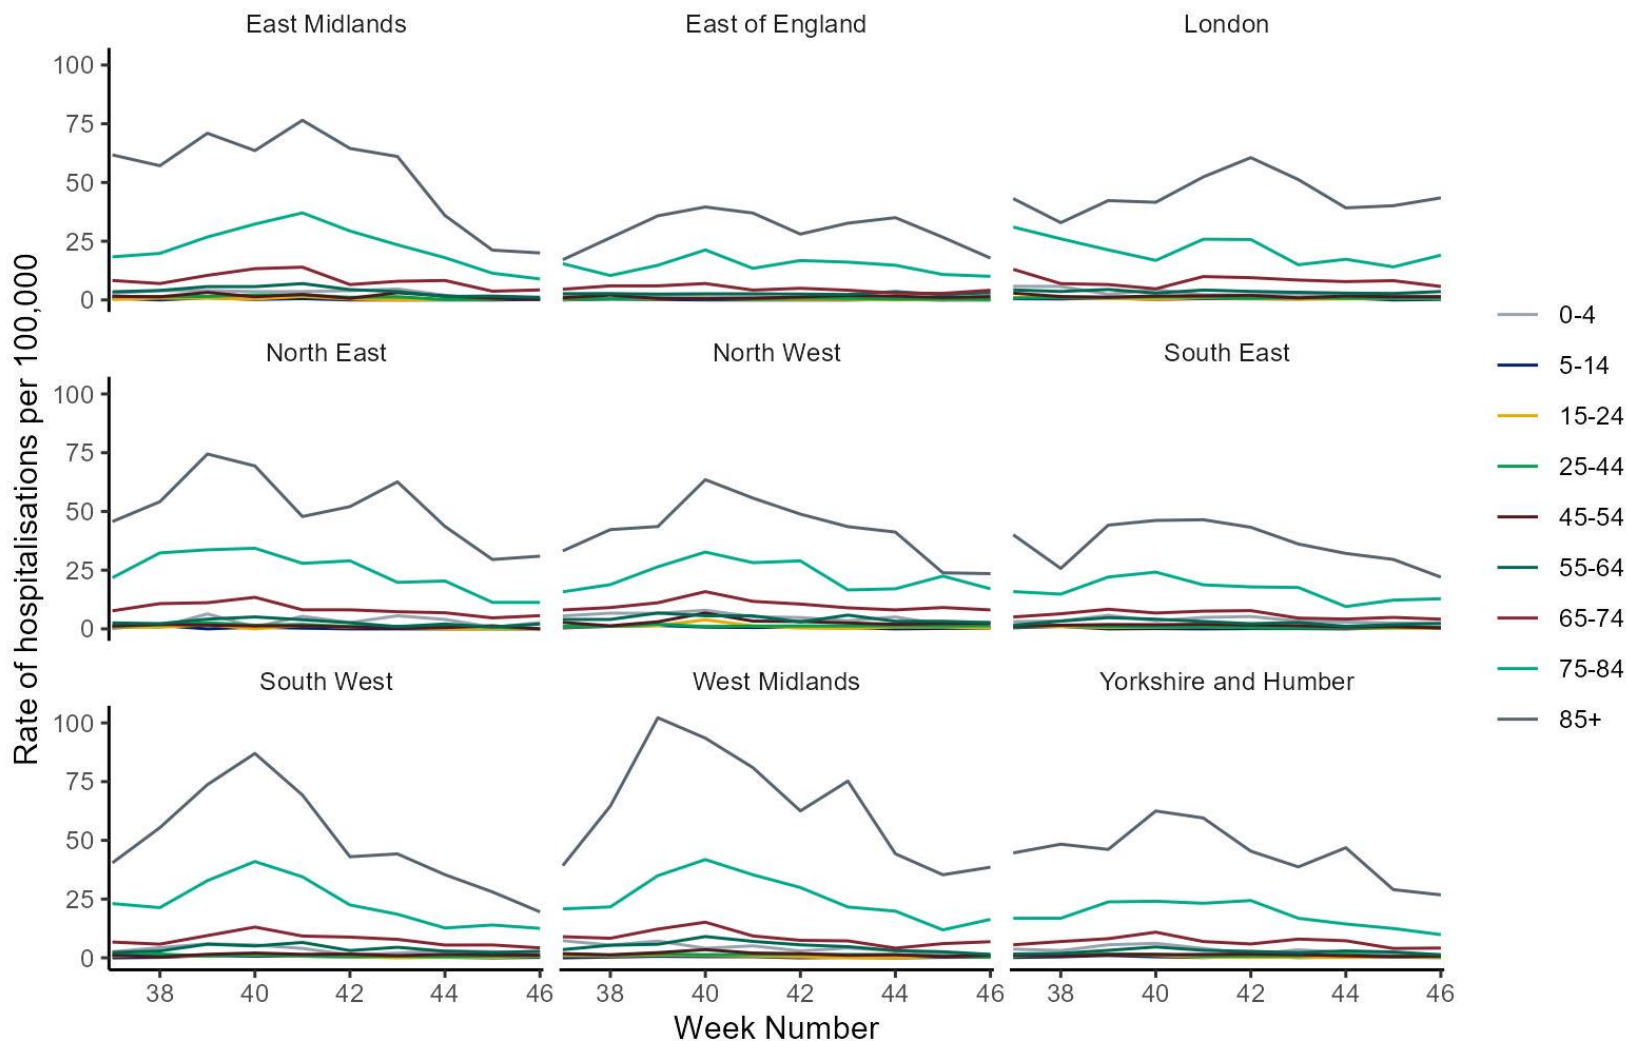 East Midlands
East of England
London
100
75
50
25
0
North East
North West
South East
100
75
50
25
0
South West
West Midlands
Yorkshire and Humber
100
75
50
25
0
38 40 42 44 46 38 40 42 44 46 38 40 42 44 46
Week Number
Rate of hospitalisations per 100,000
0-4
5-14
15-24
25-44
45-54
55-64
65-74
75-84
85+